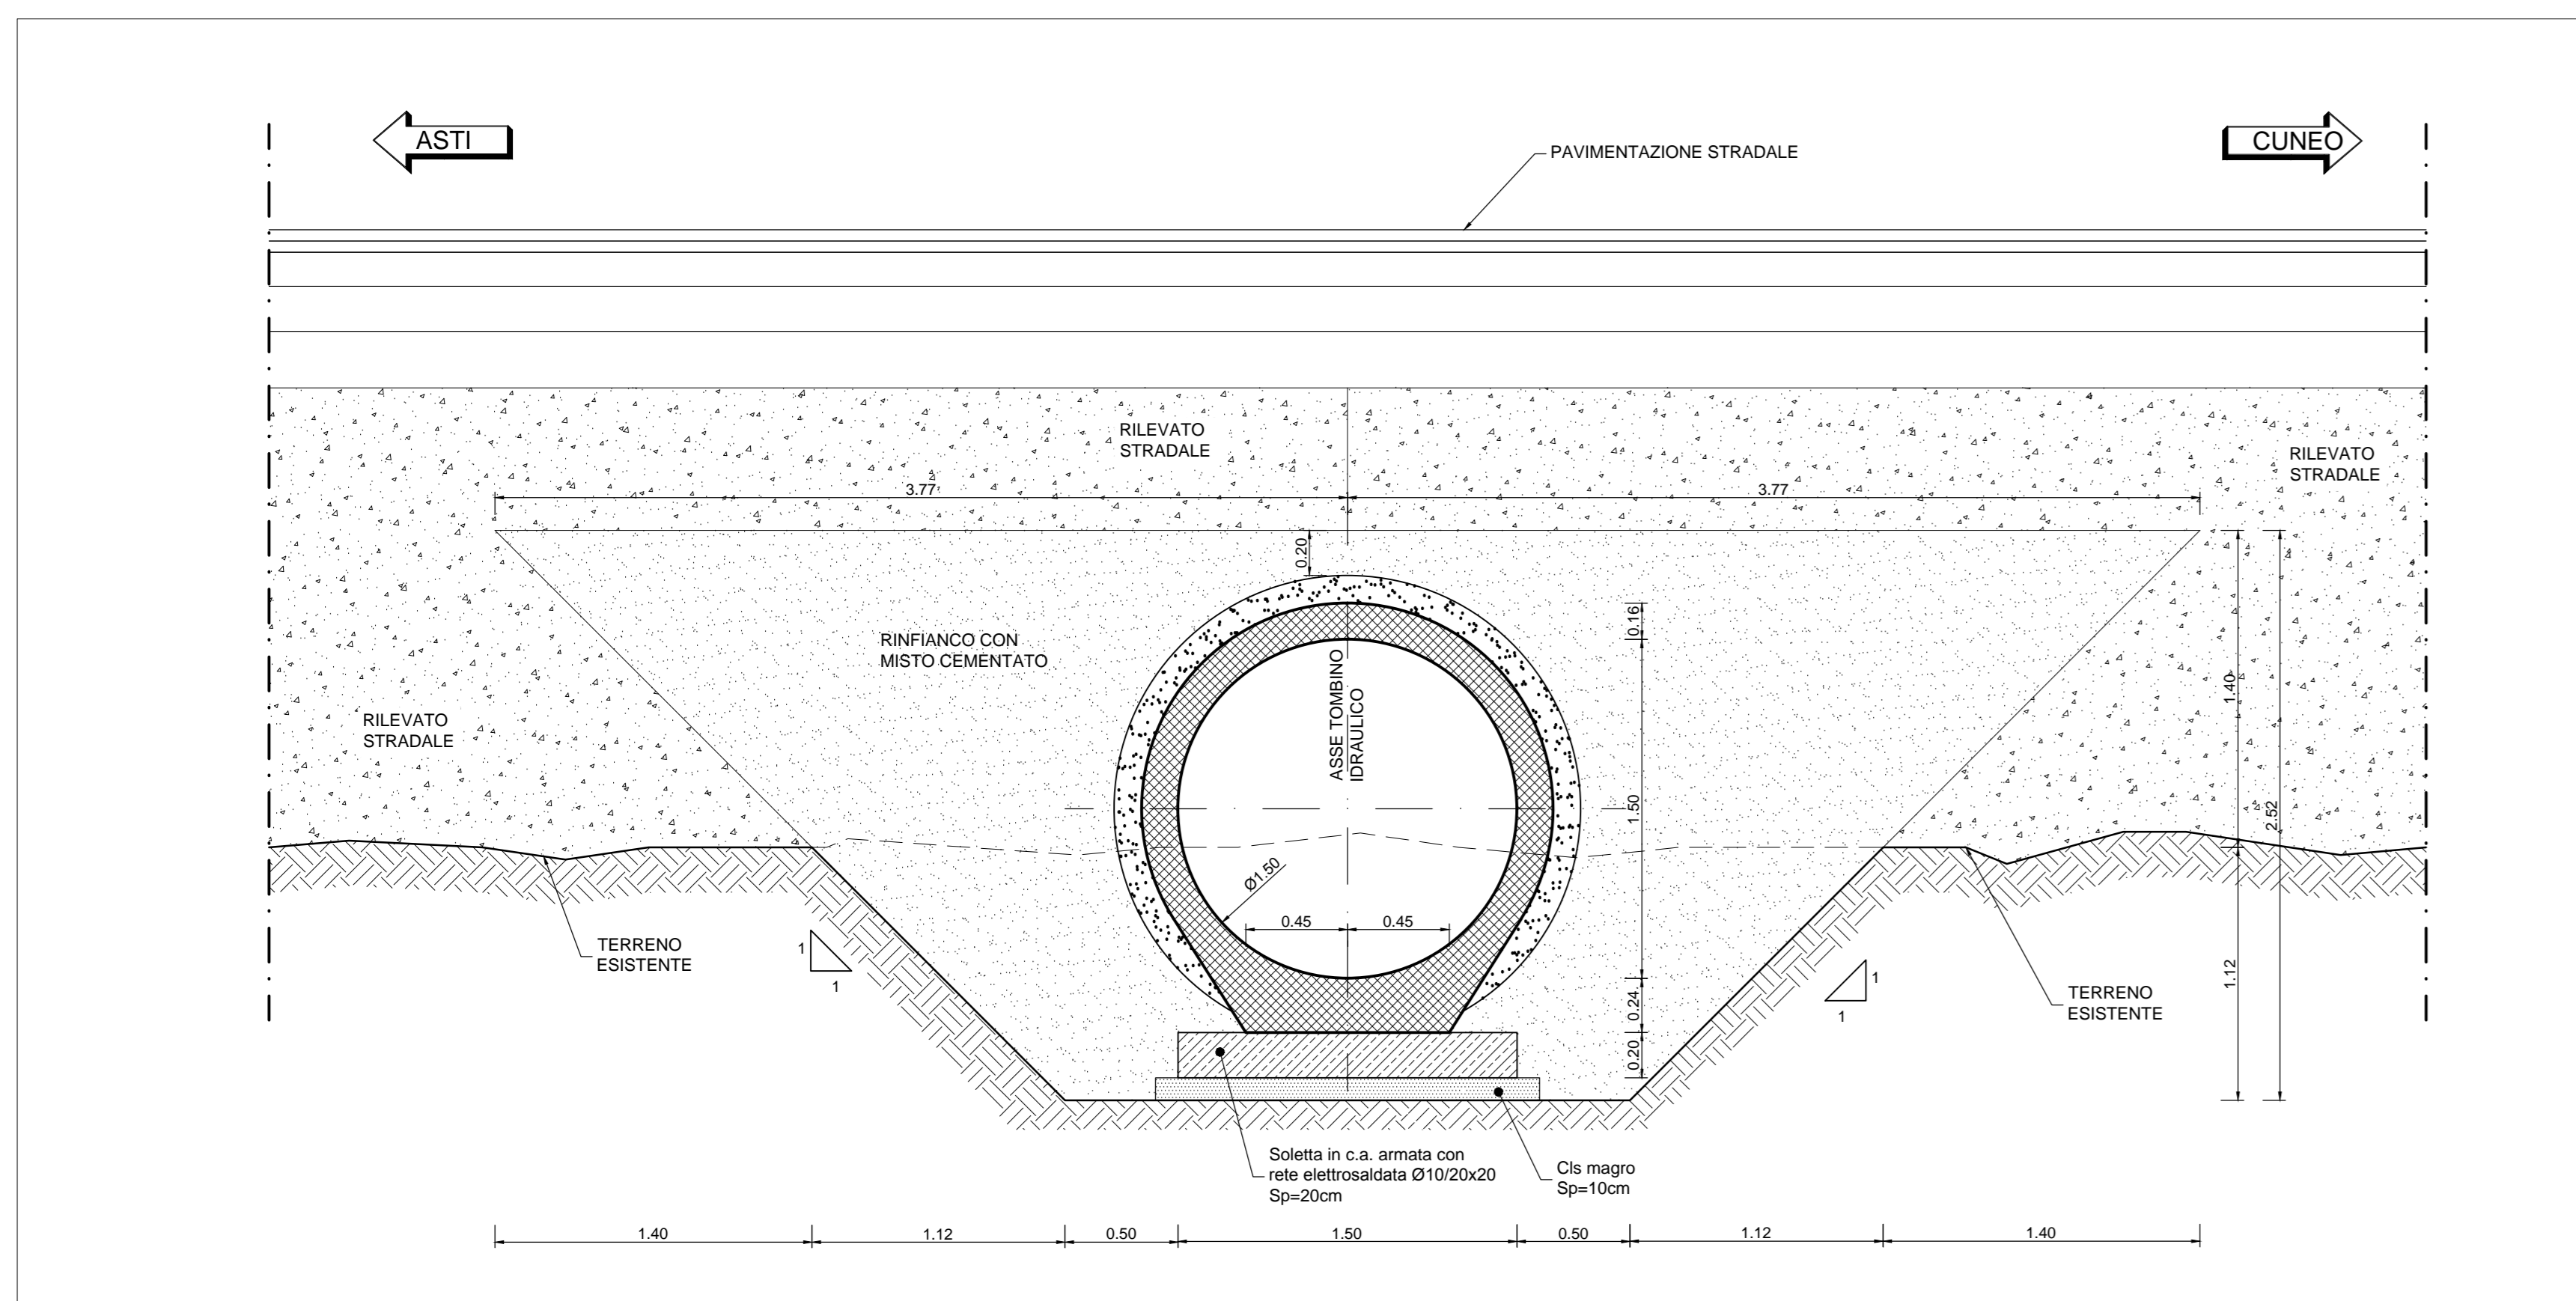 ASTI
CUNEO
PAVIMENTAZIONE STRADALE
RILEVATO
STRADALE
RILEVATO
STRADALE
3.77
3.77
0.20
0.16
RINFIANCO CON
MISTO CEMENTATO
ASSE TOMBINO
IDRAULICO
1.40
RILEVATO
STRADALE
1.50
2.52
Ø1.50
0.45
0.45
TERRENO
ESISTENTE
1
1
1
1
1.12
0.24
TERRENO
ESISTENTE
0.20
Soletta in c.a. armata con
rete elettrosaldata Ø10/20x20
Sp=20cm
Cls magro
Sp=10cm
1.40
1.12
0.50
1.50
0.50
1.12
1.40